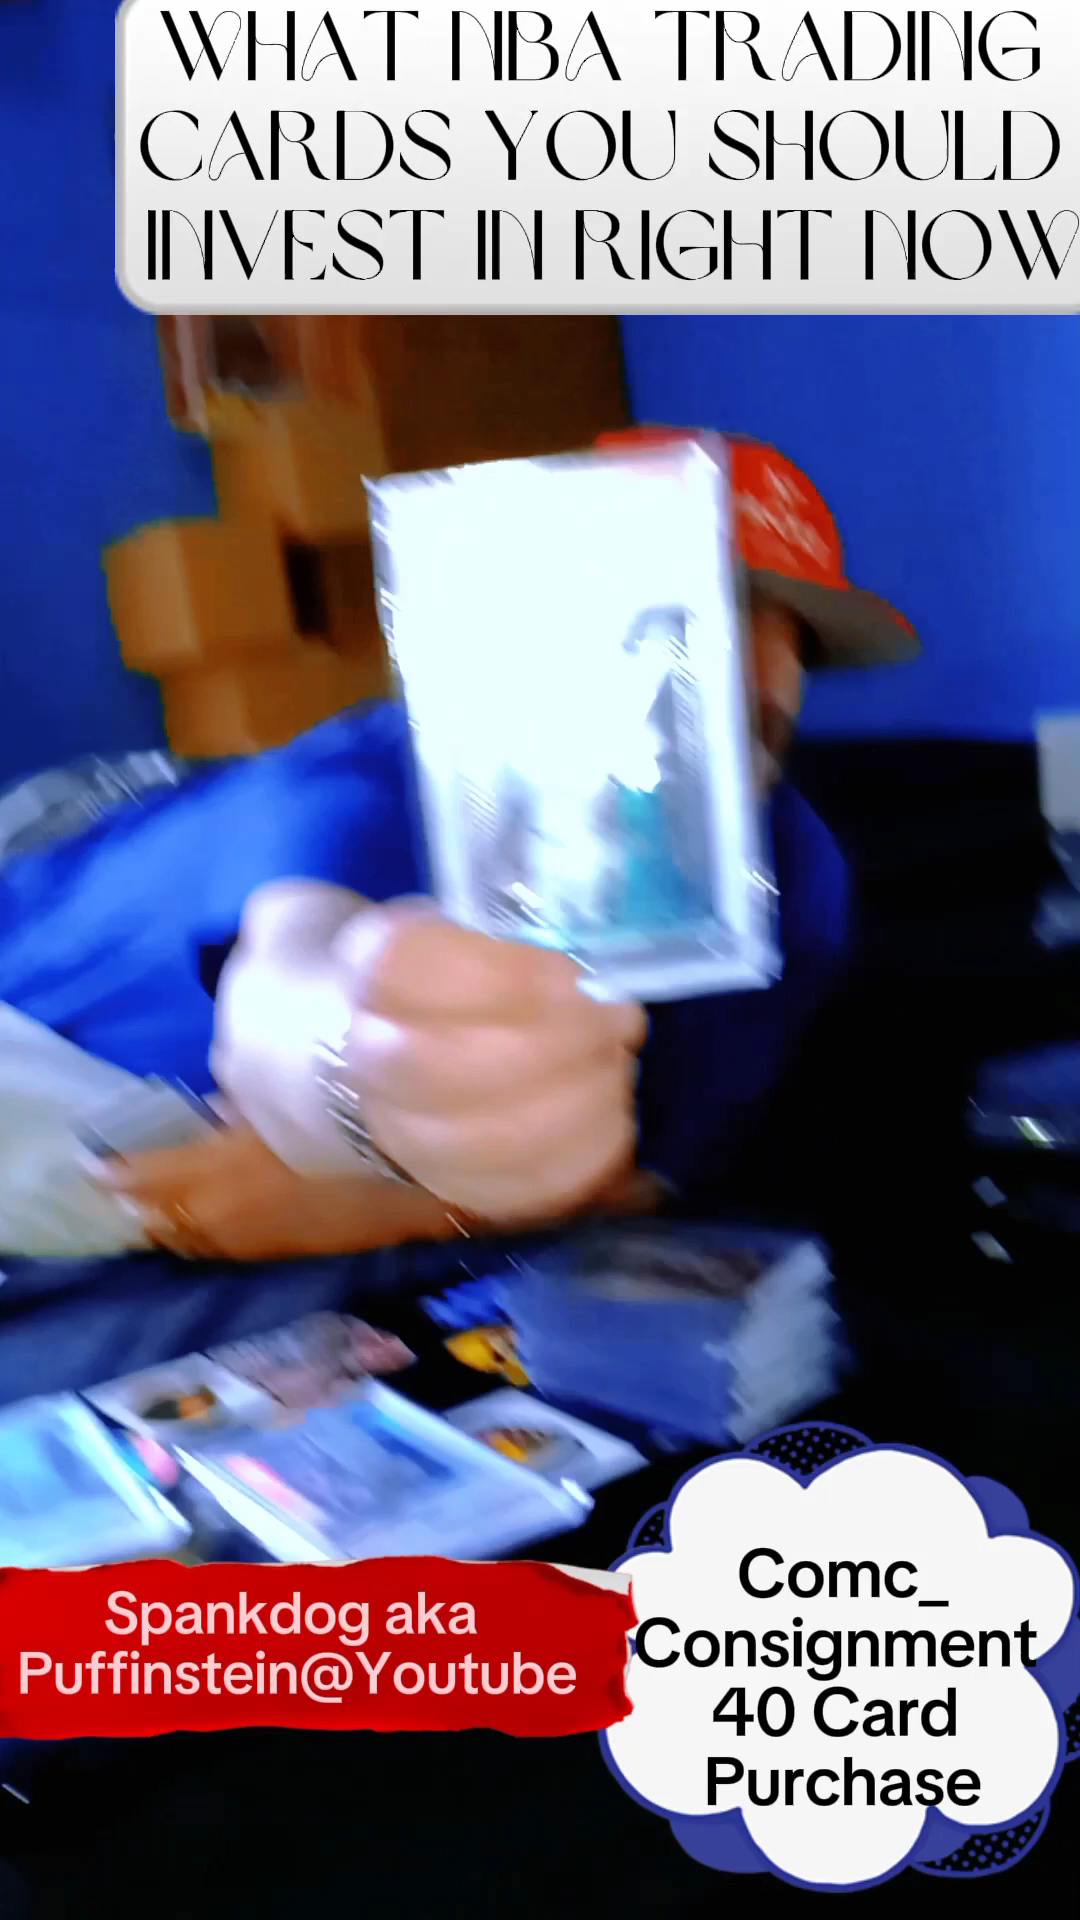 WHAT NBA TRADING
CARDS YOU SHOULD
INVEST IN RIGHT NOW
Spankdog aka
Puffinstein@Youtube
Comc_
Consignment
40 Card
Purchase